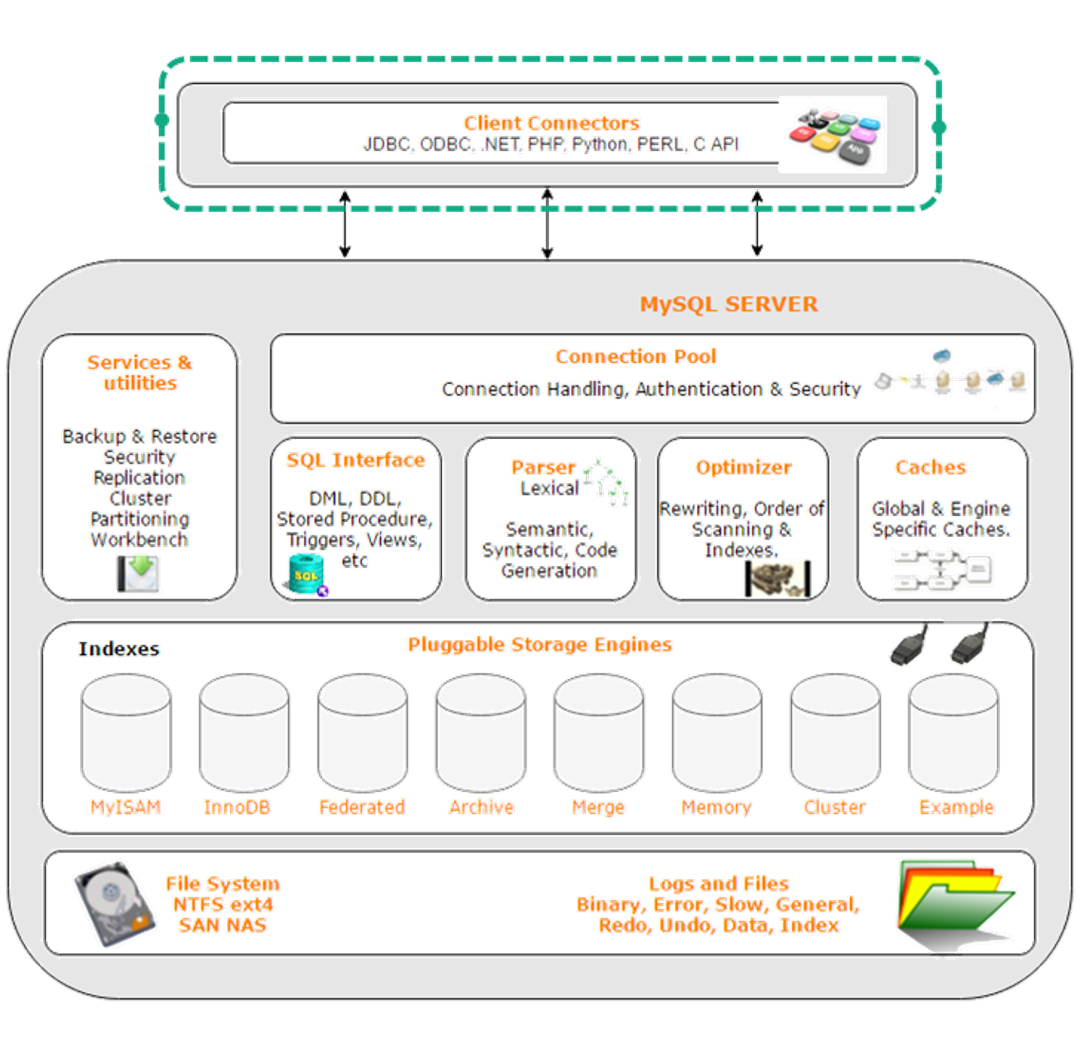 Client Connectors
JDBC, ODBC, .NET, PHP, Python, PERL, C API
APP
MySQL SERVER
Services &
utilities
Backup & Restore
Security
Replication
Cluster
Partitioning
Workbench
Connection Pool
Connection Handling, Authentication & Security
SQL Interface
DML, DDL,
Stored Procedure,
Triggers, Views,
etc
SQL
Parser
Lexical
Semantic,
Syntactic, Code
Generation
Optimizer
Rewriting, Order of
Scanning &
Indexes.
Caches
Global & Engine
Specific Caches.
Indexes
Pluggable Storage Engines
MyISAM
InnoDB
Federated
Archive
Merge
Memory
Cluster
Example
File System
NTFS ext4
SAN NAS
Logs and Files
Binary, Error, Slow, General,
Redo, Undo, Data, Index